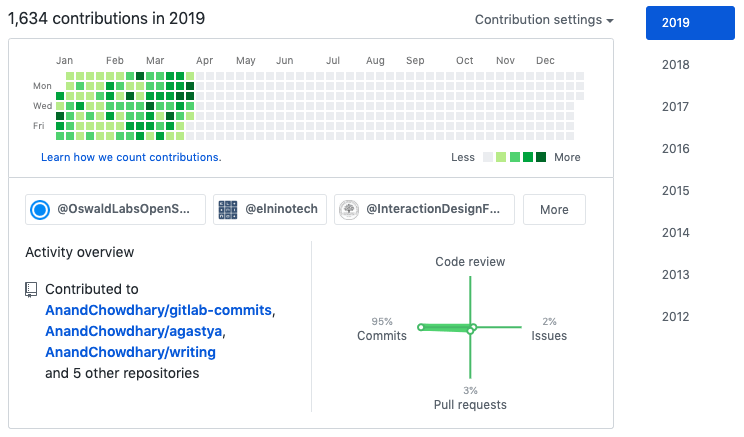 1,634 contributions in 2019
Contribution settings
Jan Feb Mar Apr May Jun Jul Aug Sep Oct Nov Dec
Mon
Wed
Fri
Learn how we count contributions.
Less More
@OswaldLabsOpenS...
@elninotech
@InteractionDesignF...
More
Activity overview
Contributed to
AnandChowdhary/gitlab-commits,
AnandChowdhary/agastya,
AnandChowdhary/writing
and 5 other repositories
Code review
95%
Commits
2%
Issues
3%
Pull requests
2019
2018
2017
2016
2015
2014
2013
2012